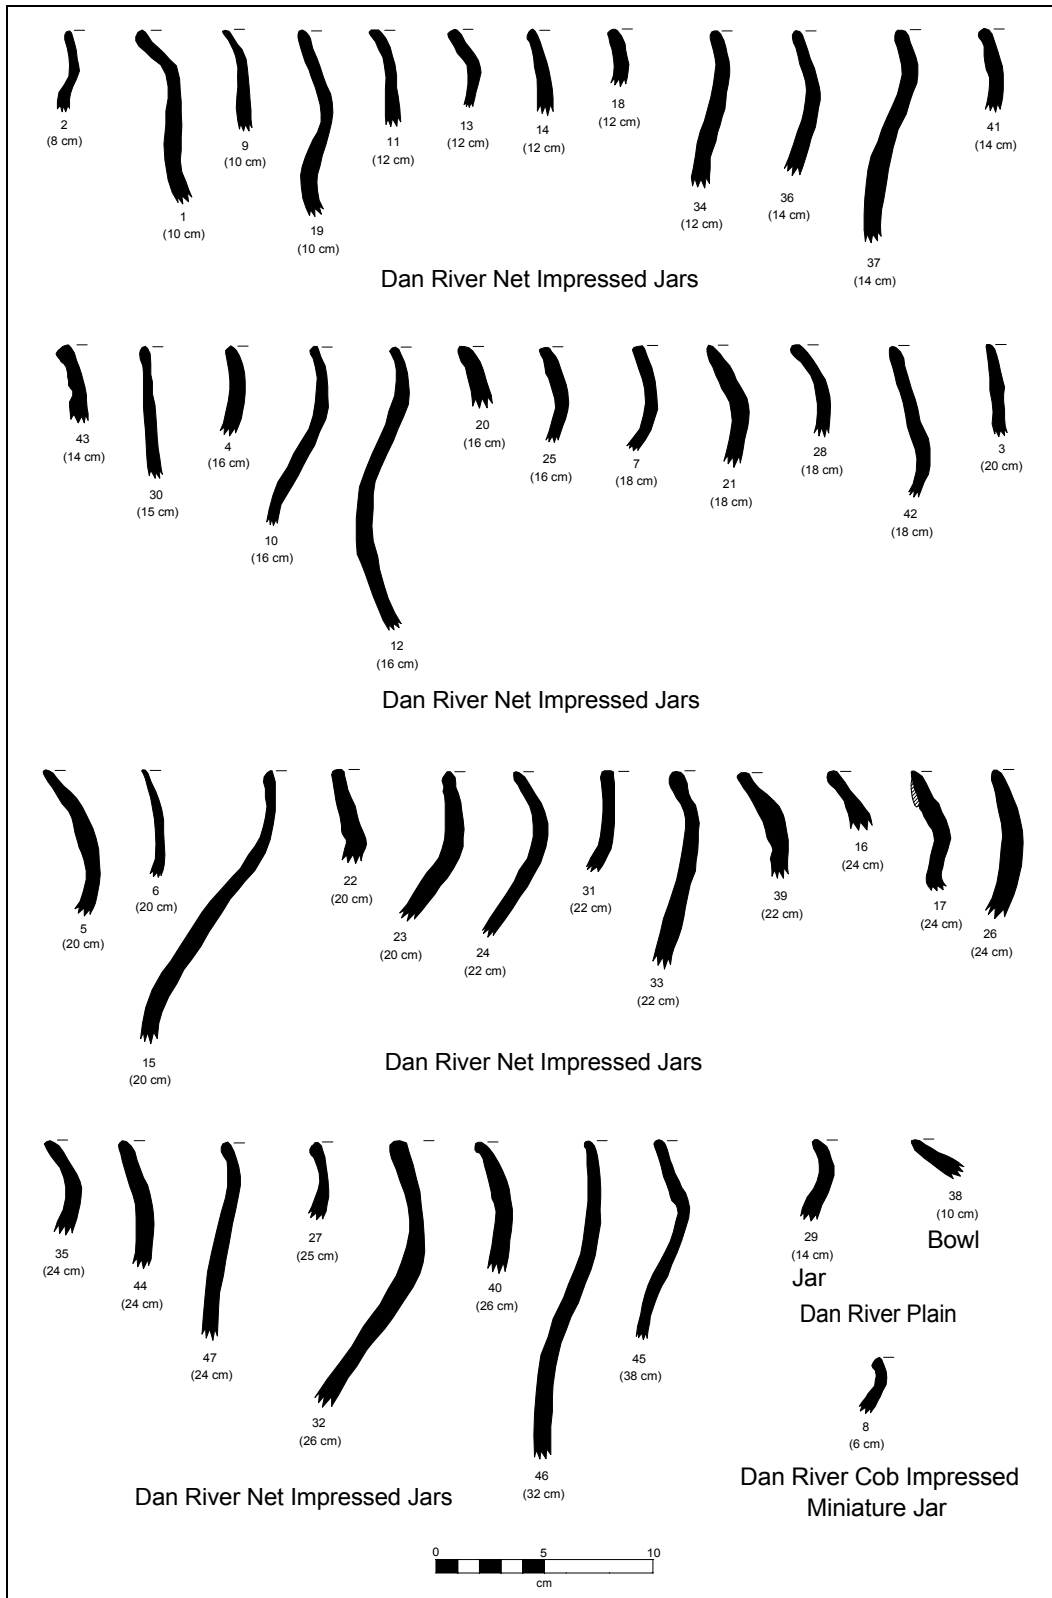 2
(8 cm)
1
(10 cm)
9
(10 cm)
19
(10 cm)
11
(12 cm)
13
(12 cm)
14
(12 cm)
18
(12 cm)
34
(12 cm)
36
(14 cm)
37
(14 cm)
41
(14 cm)
Dan River Net Impressed Jars
43
(14 cm)
30
(15 cm)
4
(16 cm)
10
(16 cm)
12
(16 cm)
20
(16 cm)
25
(16 cm)
7
(18 cm)
21
(18 cm)
28
(18 cm)
42
(18 cm)
3
(20 cm)
Dan River Net Impressed Jars
5
(20 cm)
6
(20 cm)
15
(20 cm)
22
(20 cm)
23
(20 cm)
24
(22 cm)
31
(22 cm)
33
(22 cm)
39
(22 cm)
16
(24 cm)
17
(24 cm)
26
(24 cm)
Dan River Net Impressed Jars
35
(24 cm)
44
(24 cm)
47
(24 cm)
27
(25 cm)
32
(26 cm)
40
(26 cm)
46
(32 cm)
45
(38 cm)
Dan River Net Impressed Jars
29
(14 cm)
Jar
38
(10 cm)
Bowl
Dan River Plain
8
(6 cm)
Dan River Cob Impressed
Miniature Jar
0 5 10
cm